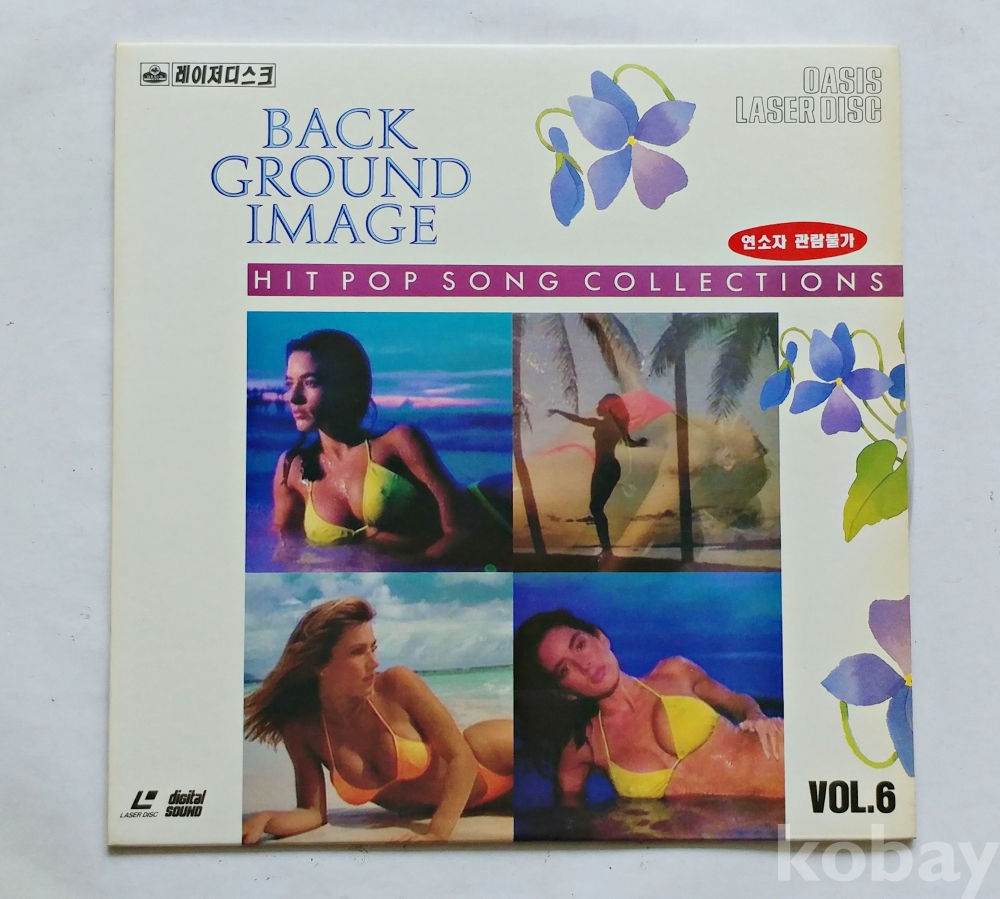 레이져디스크
OASIS
LASER DISC
BACK
GROUND
IMAGE
연소자 관람불가
HIT POP SONG COLLECTIONS
LASER DISC
digital
SOUND
VOL.6
kobay